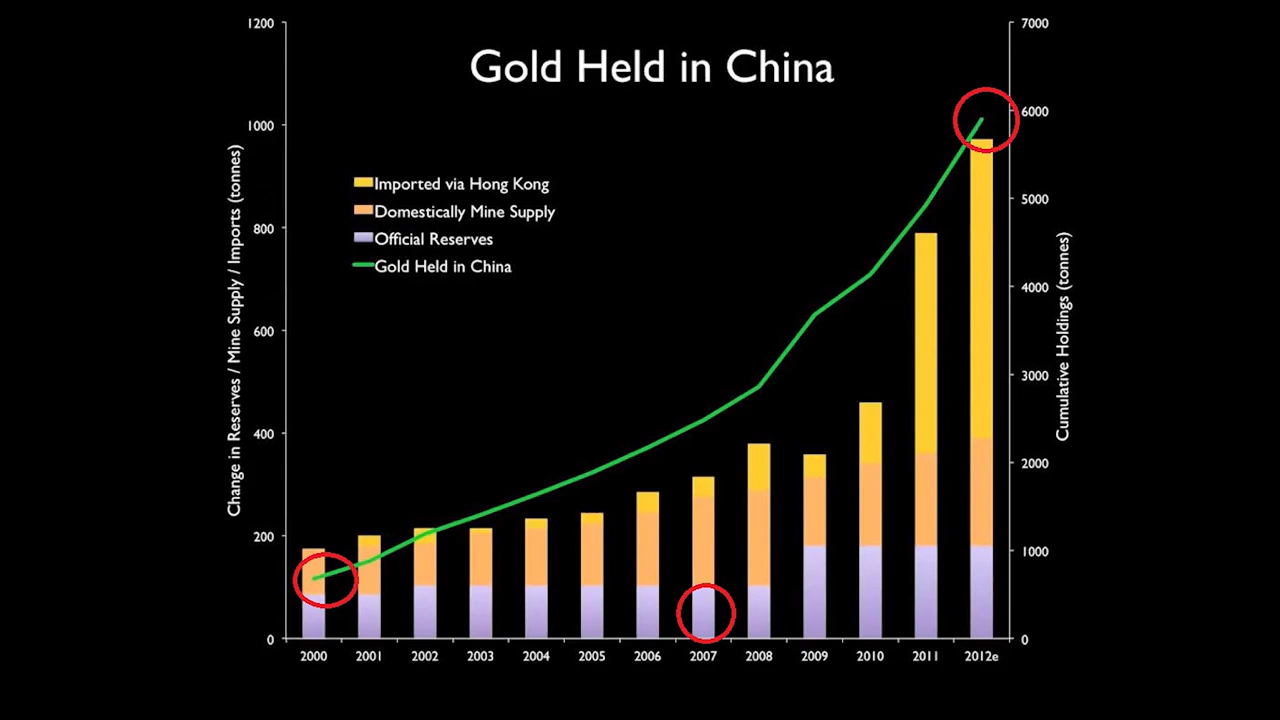 Gold Held in China
Change in Reserves / Mine Supply / Imports (tonnes)
1200
1000
800
600
400
200
0
Imported via Hong Kong
Domestically Mine Supply
Official Reserves
Gold Held in China
7000
6000
5000
4000
3000
2000
1000
0
Cumulative Holdings (tonnes)
2000 2001 2002 2003 2004 2005 2006 2007 2008 2009 2010 2011 2012e